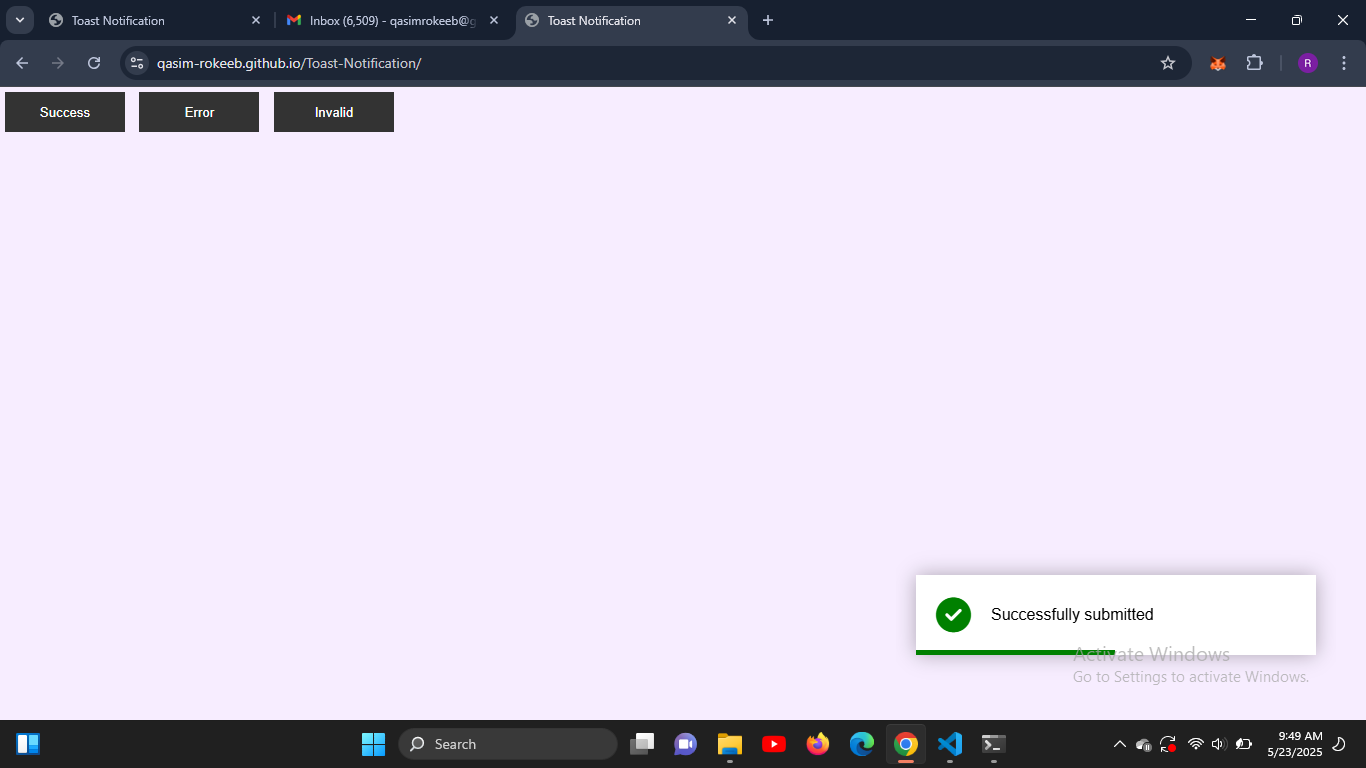 Toast Notification
Inbox (6,509) - qasimrokeeb@g
Toast Notification
qasim-rokeeb.github.io/Toast-Notification/
R
Success
Error
Invalid
Successfully submitted
Activate Windows
Go to Settings to activate Windows.
Search
9:49 AM
5/23/2025